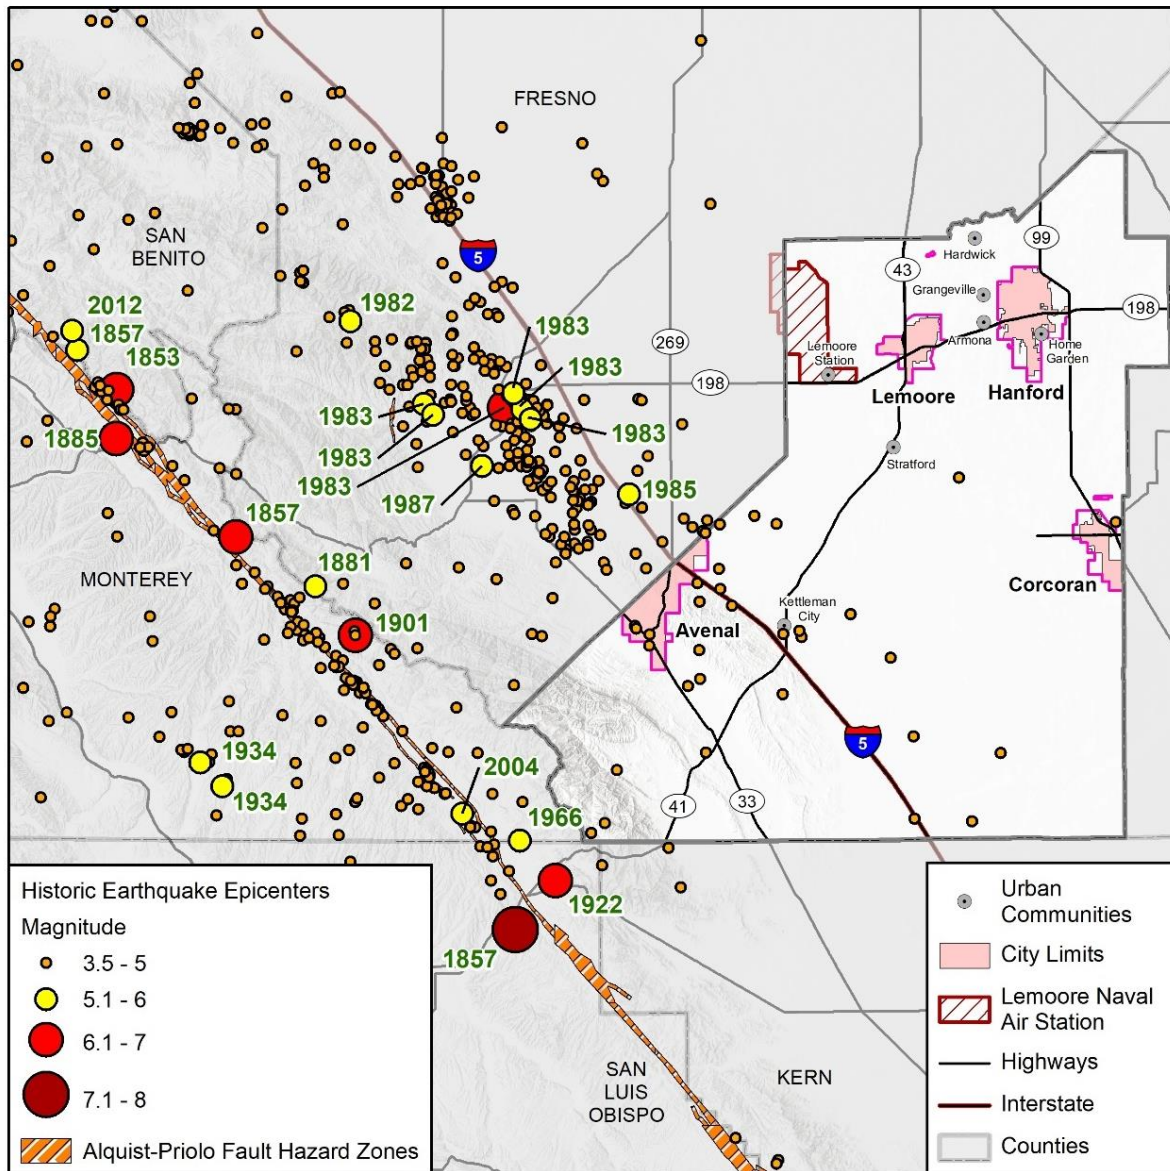 FRESNO
SAN
BENITO
5
43
99
Hardwick
2012
1857
1853
1982
1983
Grangeville
198
269
1983
Armona
Home
Garden
Lemoore
Station
198
Lemoore
Hanford
1983
1983
1885
1983
1983
1987
Stratford
1985
1857
MONTEREY
1881
Corcoran
Kettleman
City
1901
Avenal
1934
2004
5
1934
41
33
1966
1922
1857
SAN
LUIS
OBISPO
KERN
Historic Earthquake Epicenters
Magnitude
3.5 - 5
5.1 - 6
6.1 - 7
7.1 - 8
Alquist-Priolo Fault Hazard Zones
Urban
Communities
City Limits
Lemoore Naval
Air Station
Highways
Interstate
Counties